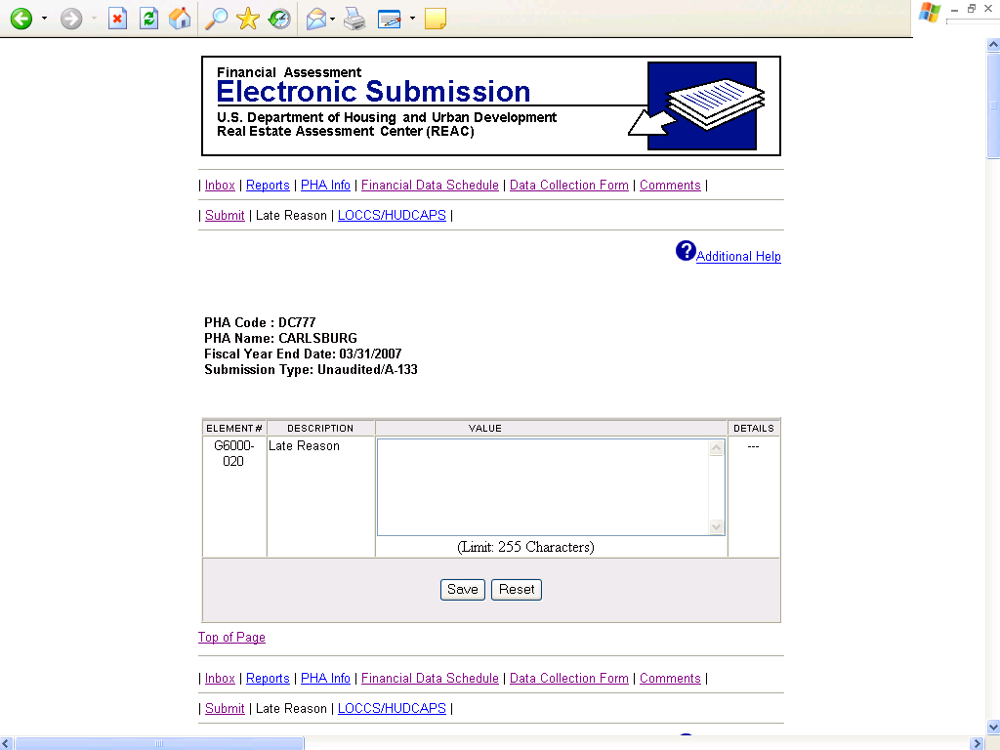 Financial Assessment
Electronic Submission
U.S. Department of Housing and Urban Development
Real Estate Assessment Center (REAC)
| Inbox | Reports | PHA Info | Financial Data Schedule | Data Collection Form | Comments |
| Submit | Late Reason | LOCCS/HUDCAPS |
? Additional Help
PHA Code : DC777
PHA Name: CARLSBURG
Fiscal Year End Date: 03/31/2007
Submission Type: Unaudited/A-133
ELEMENT # DESCRIPTION VALUE DETAILS
G6000- Late Reason ---
020
(Limit: 255 Characters)
Save Reset
Top of Page
| Inbox | Reports | PHA Info | Financial Data Schedule | Data Collection Form | Comments |
| Submit | Late Reason | LOCCS/HUDCAPS |